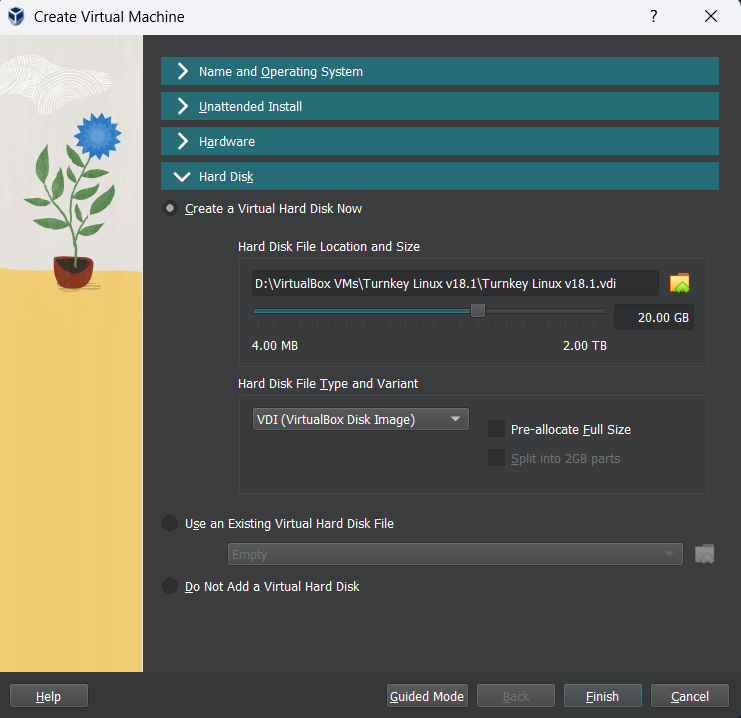 Create Virtual Machine
?
Name and Operating System
Unattended Install
Hardware
Hard Disk
Create a Virtual Hard Disk Now
Hard Disk File Location and Size
D:\VirtualBox VMs\Turnkey Linux v18.1\Turnkey Linux v18.1.vdi
20.00 GB
4.00 MB 2.00 TB
Hard Disk File Type and Variant
VDI (VirtualBox Disk Image)
Pre-allocate Full Size
Split into 2GB parts
Use an Existing Virtual Hard Disk File
Empty
Do Not Add a Virtual Hard Disk
Help Guided Mode Back Finish Cancel